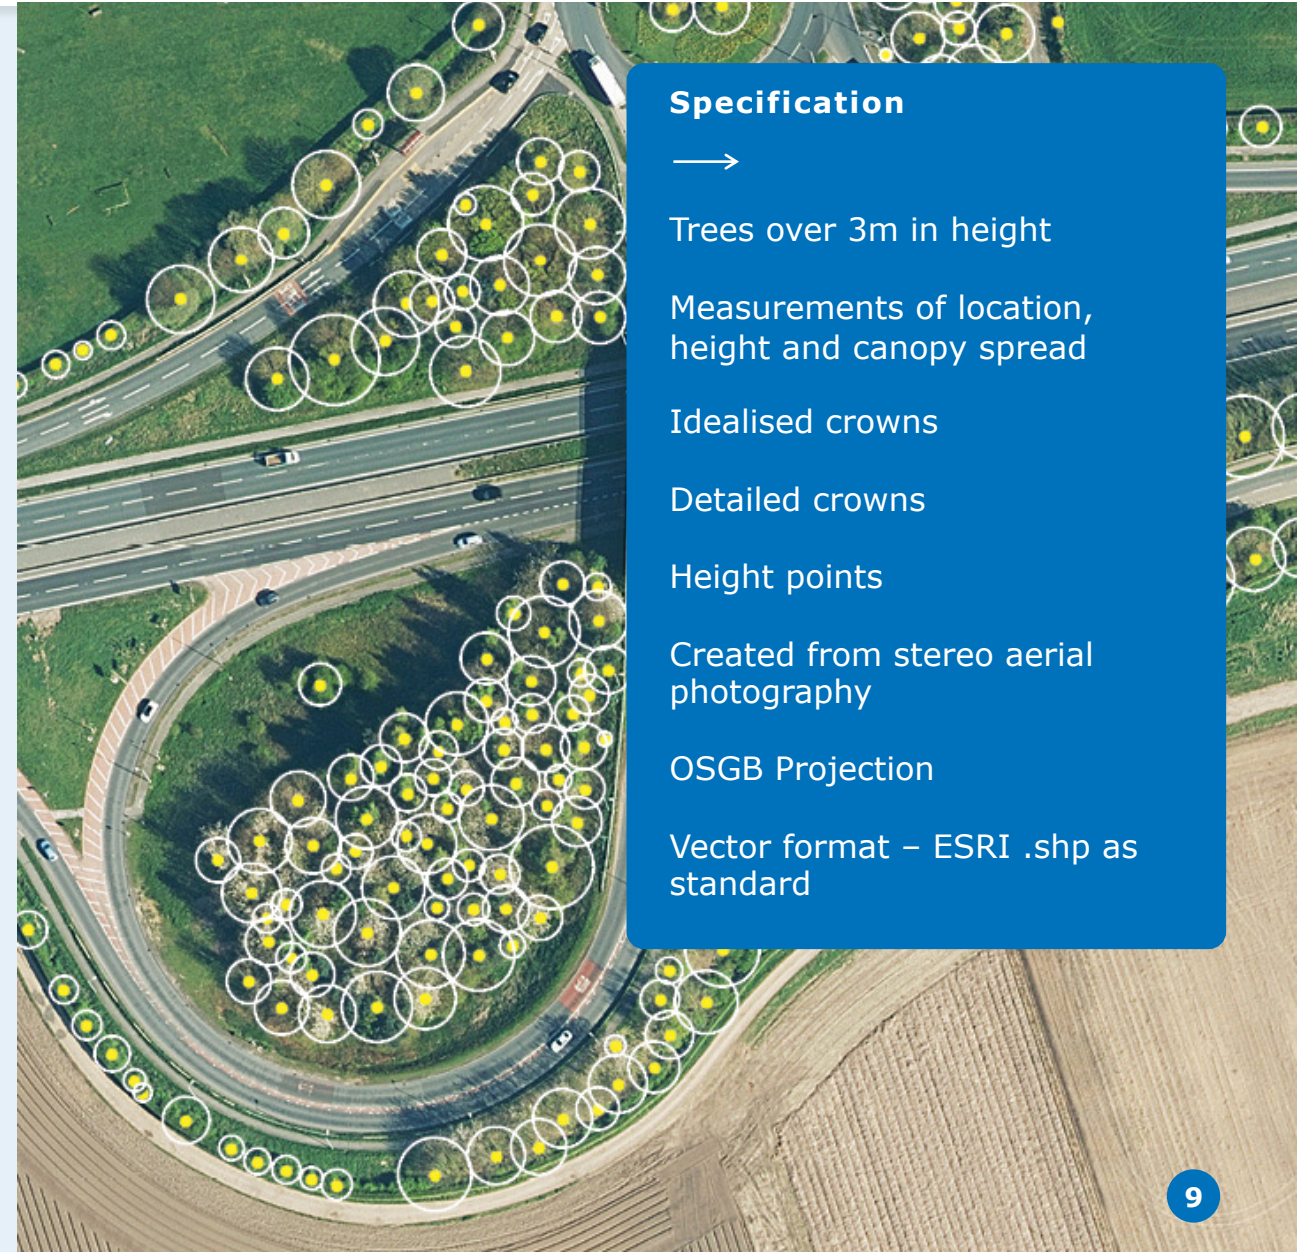 Specification
Trees over 3m in height
Measurements of location,
height and canopy spread
Idealised crowns
Detailed crowns
Height points
Created from stereo aerial
photography
OSGB Projection
Vector format – ESRI .shp as
standard
9